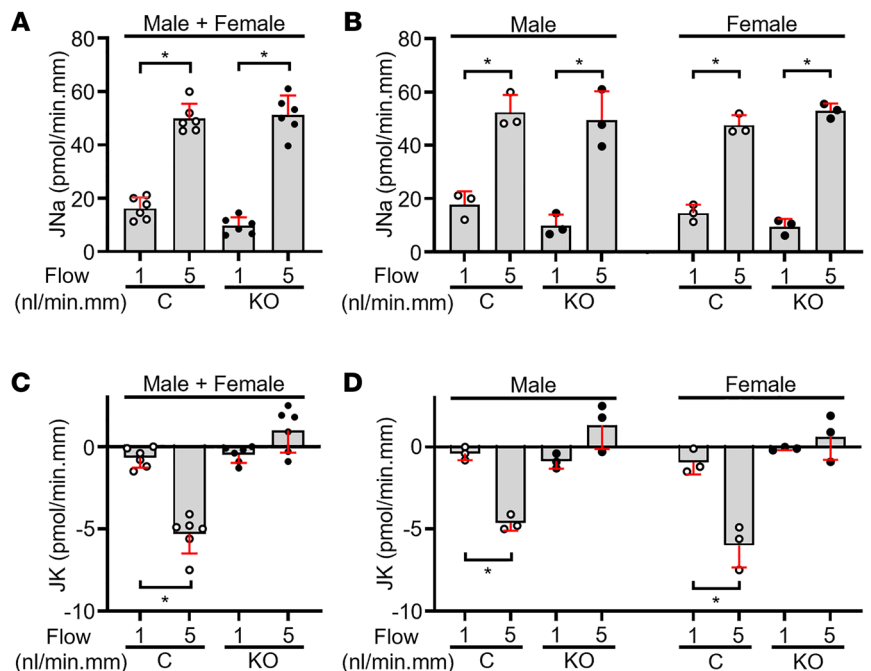 A
Male + Female
JNa (pmol/min.mm)
80
60
40
20
0
* *
Flow 1 5 1 5
(nl/min.mm) C KO
B
Male Female
JNa (pmol/min.mm)
80
60
40
20
0
* * * *
Flow 1 5 1 5 1 5 1 5
(nl/min.mm) C KO C KO
C
Male + Female
JK (pmol/min.mm)
0
-5
-10
*
Flow 1 5 1 5
(nl/min.mm) C KO
D
Male Female
JK (pmol/min.mm)
0
-5
-10
* *
Flow 1 5 1 5 1 5 1 5
(nl/min.mm) C KO C KO